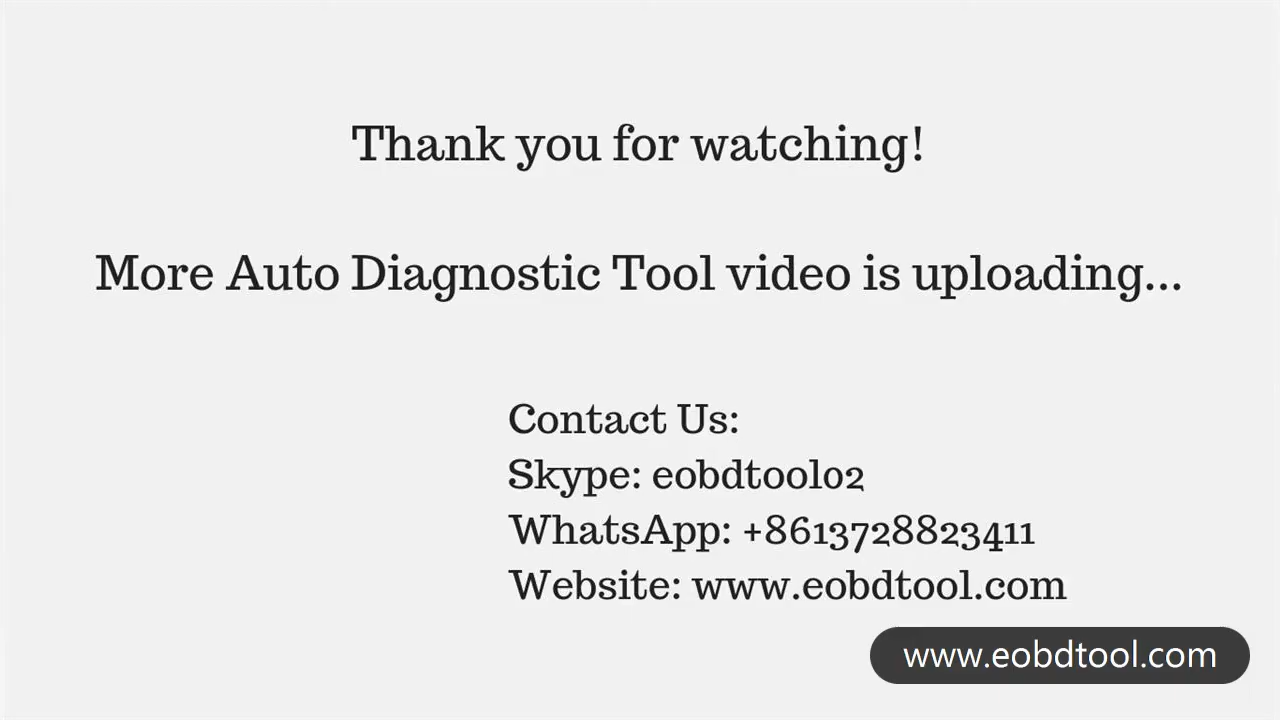 Thank you for watching!
More Auto Diagnostic Tool video is uploading...
Contact Us:
Skype: eobdtool02
WhatsApp: +8613728823411
Website: www.eobdtool.com
www.eobdtool.com